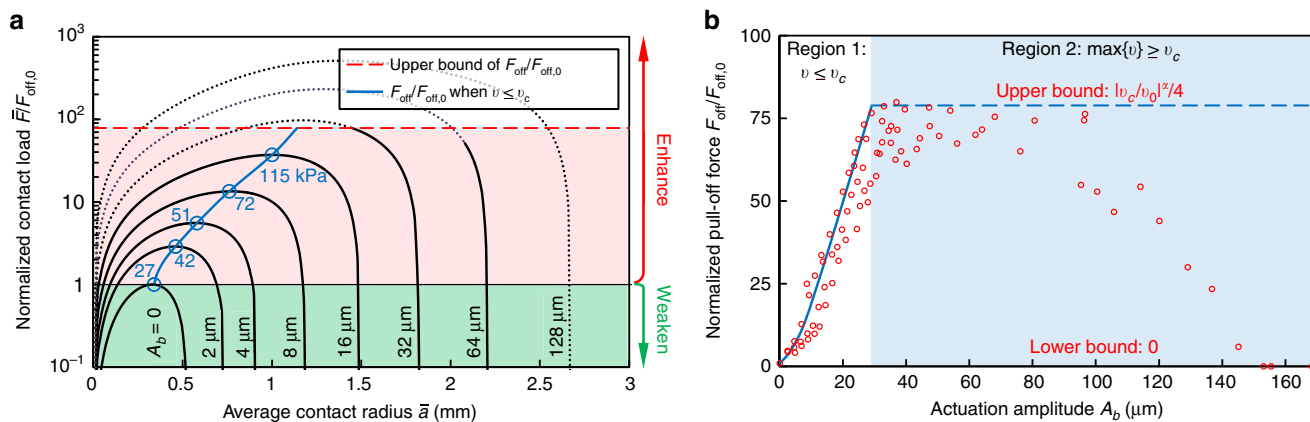 a
10³
10²
10
1
10⁻¹
Normalized contact load F̅/F_off,0
Upper bound of F_off/F_off,0
F_off/F_off,0 when υ ≤ υ_c
115 kPa
72
51
42
27
A_b = 0
2 μm
4 μm
8 μm
16 μm
32 μm
64 μm
128 μm
Enhance
Weaken
0
0.5
1
1.5
2
2.5
3
Average contact radius a̅ (mm)
b
100
75
50
25
0
Normalized pull-off force F_off/F_off,0
Region 1:
υ ≤ υ_c
Region 2: max{υ} ≥ υ_c
Upper bound: |υ_c/υ_0|^α/4
Lower bound: 0
0
20
40
60
80
100
120
140
160
Actuation amplitude A_b (μm)